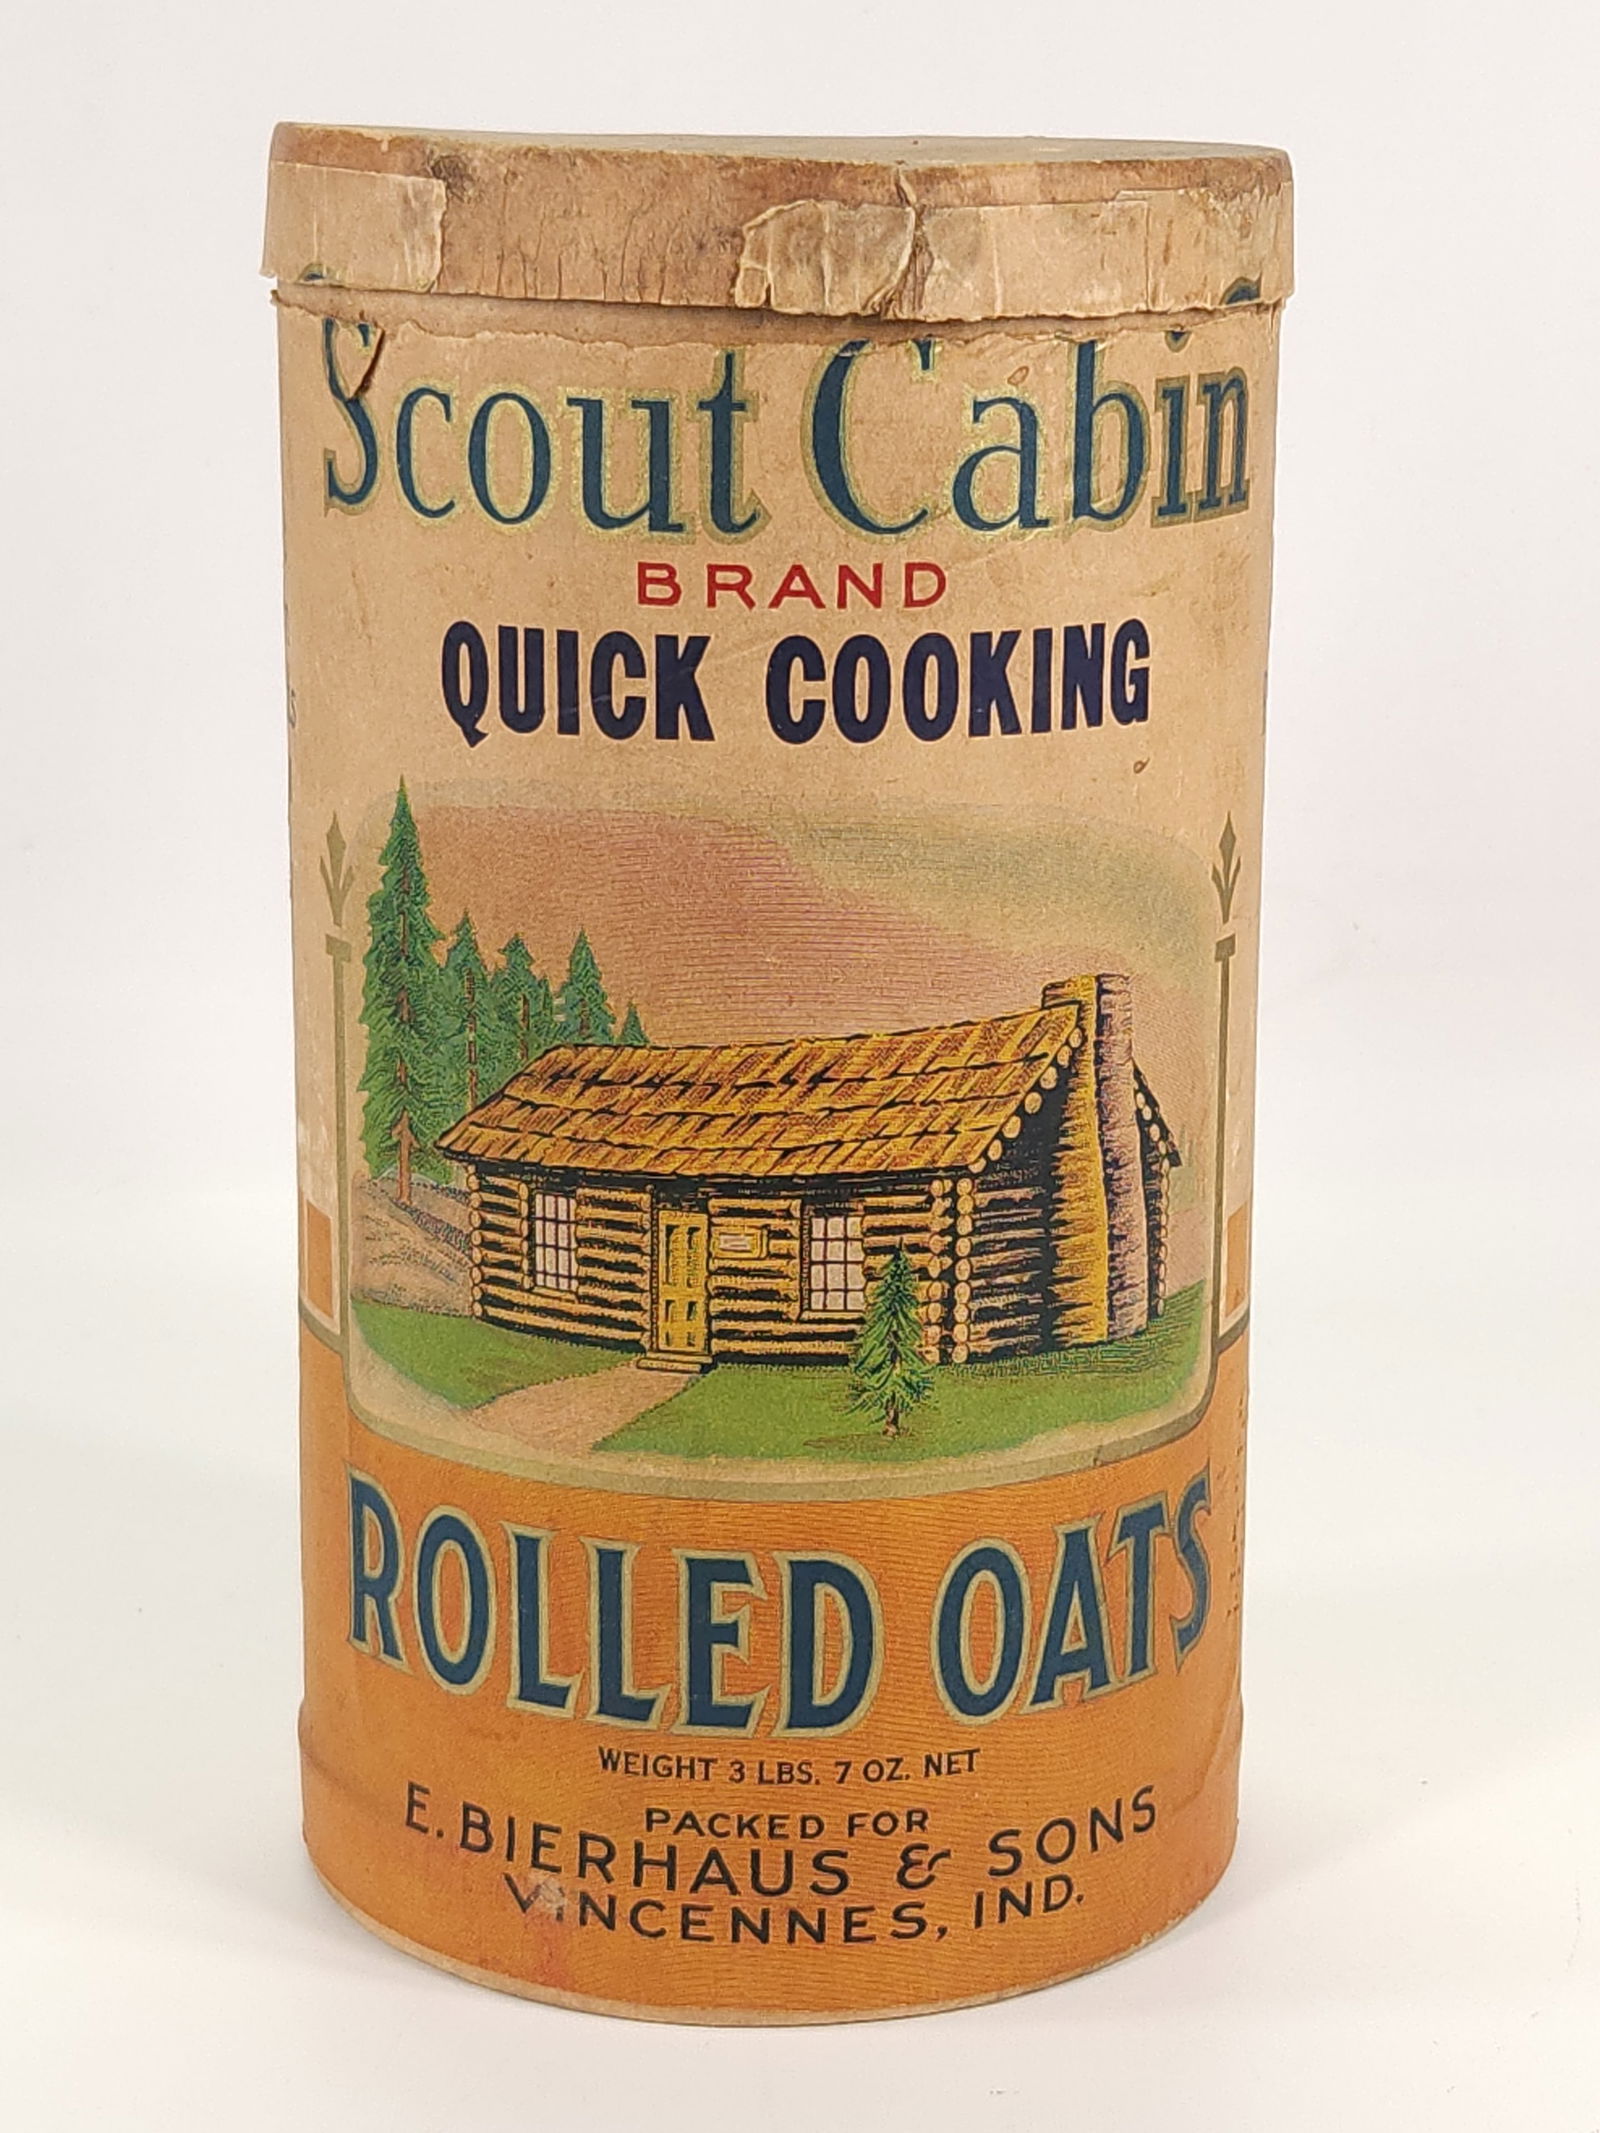 Scout Cabin
BRAND
QUICK COOKING
ROLLED OATS
WEIGHT 3 LBS. 7 OZ. NET
PACKED FOR
E. BIERHAUS & SONS
VINCENNES, IND.